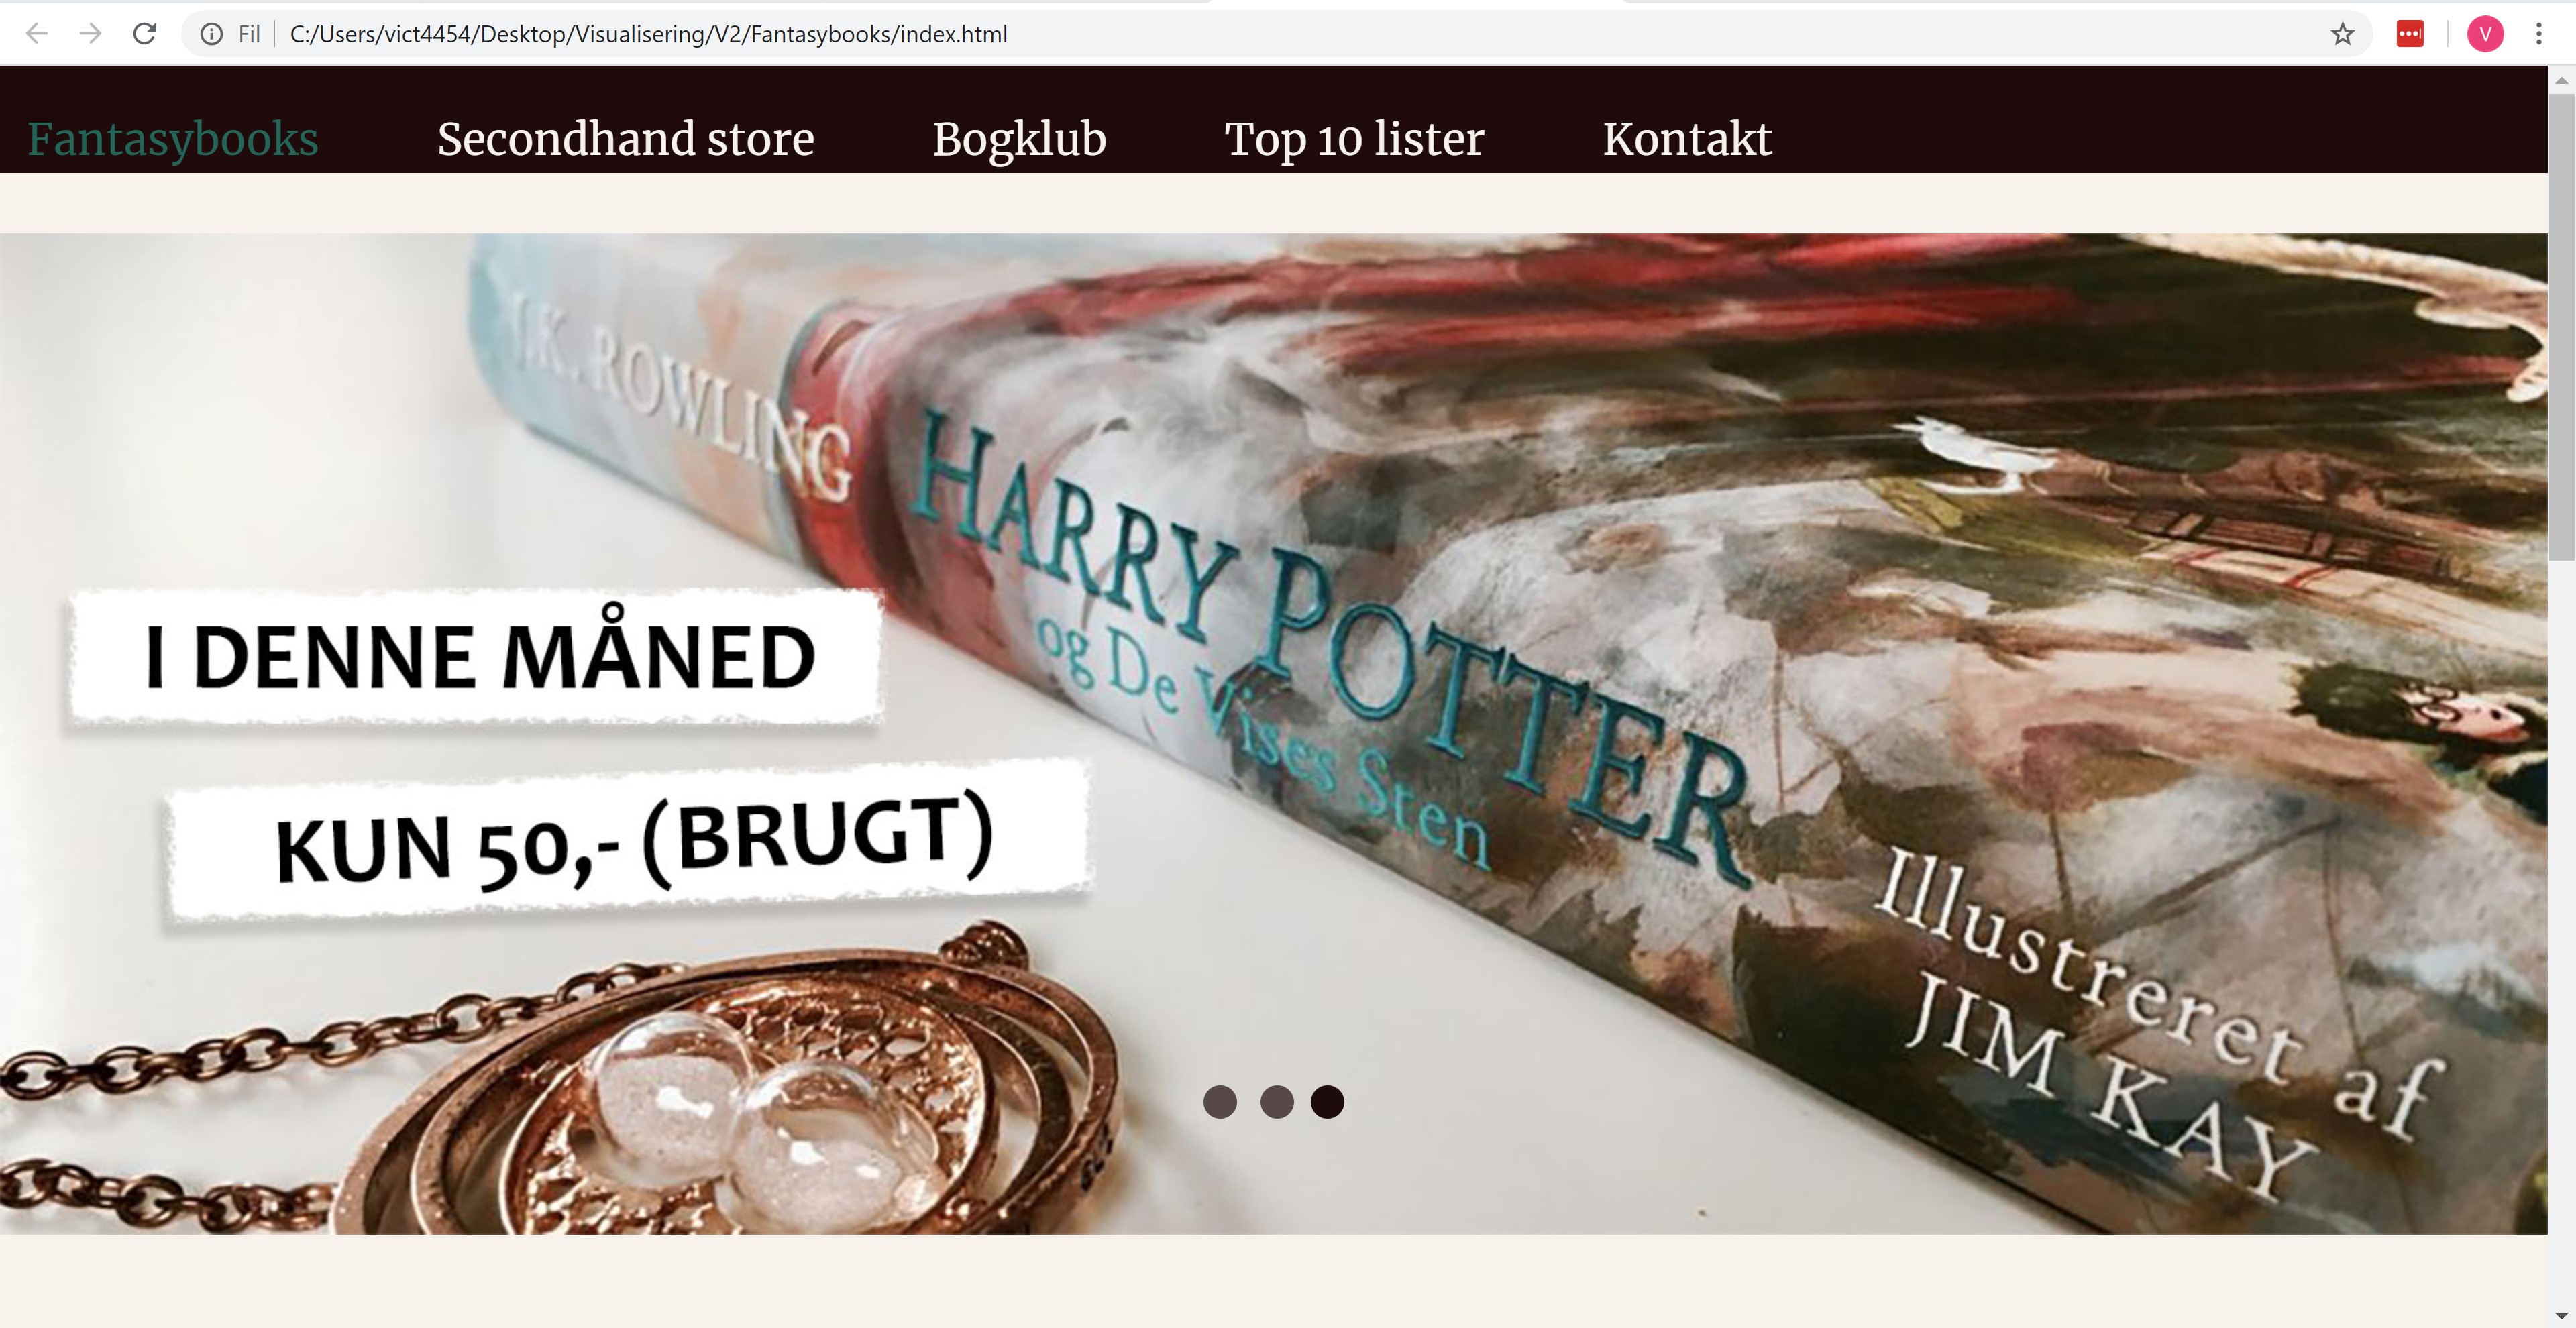 Fil | C:/Users/vict4454/Desktop/Visualisering/V2/Fantasybooks/index.html
V
Fantasybooks Secondhand store Bogklub Top 10 lister Kontakt
J.K. ROWLING
HARRY POTTER
og De Vises Sten
Illustreret af
JIM KAY
I DENNE MÅNED
KUN 50,- (BRUGT)